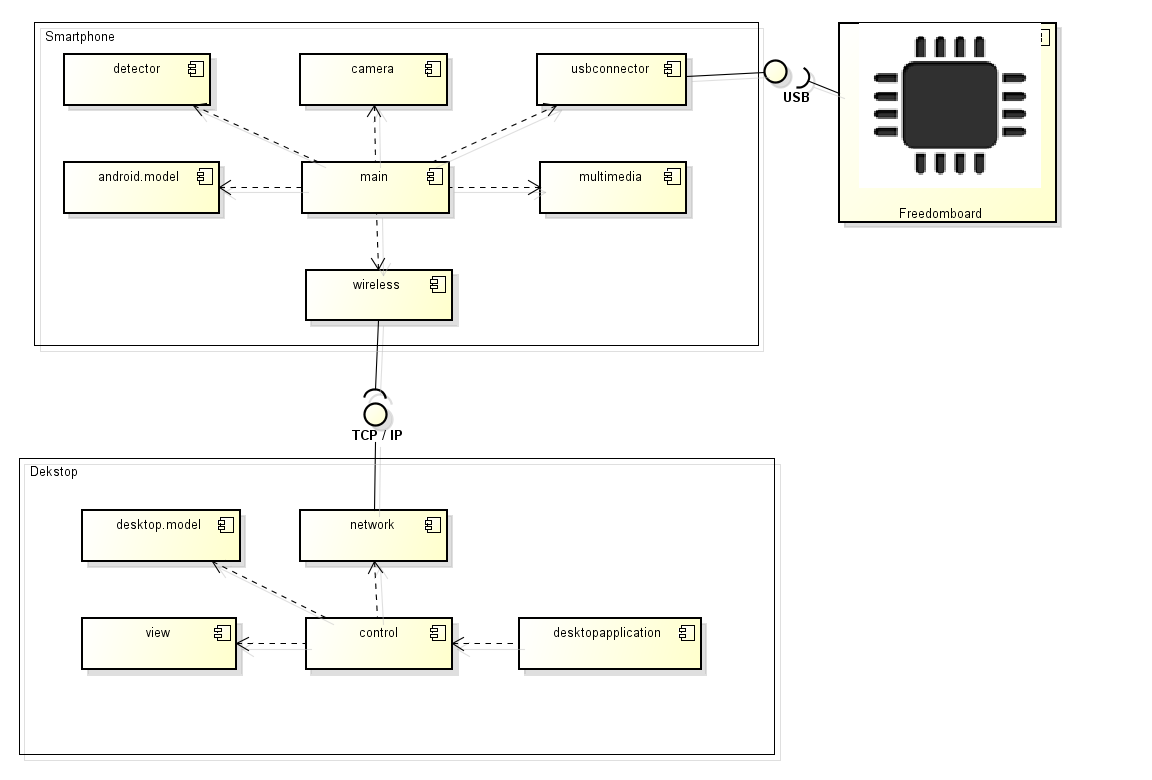 Smartphone
detector
camera
usbconnector
USB
android.model
main
multimedia
Freedomboard
wireless
TCP / IP
Dekstop
desktop.model
network
view
control
desktopapplication